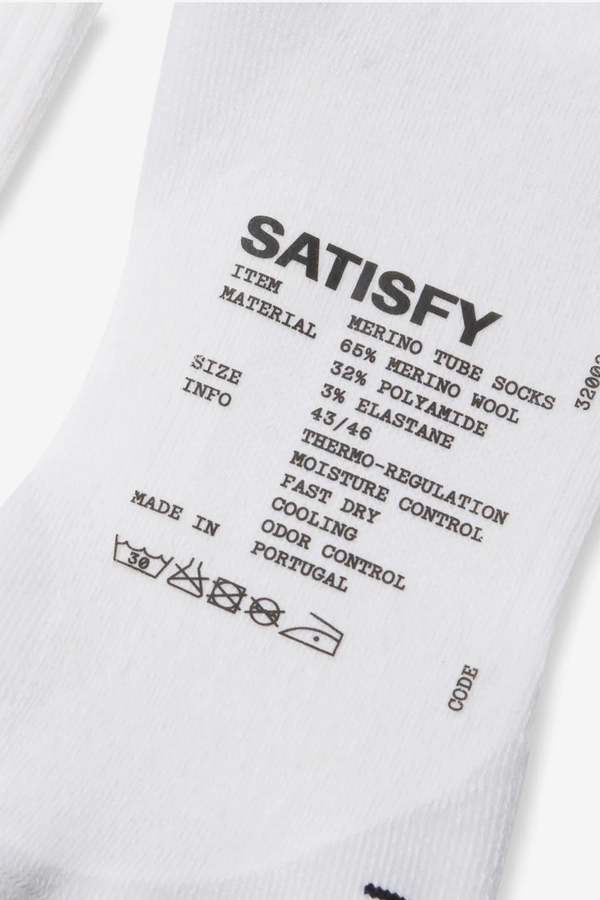 SATISFY
ITEM MERINO TUBE SOCKS
MATERIAL 65% MERINO WOOL
32% POLYAMIDE
3% ELASTANE
SIZE 43/46
INFO THERMO-REGULATION
MOISTURE CONTROL
FAST DRY
COOLING
ODOR CONTROL
MADE IN PORTUGAL
30
CODE